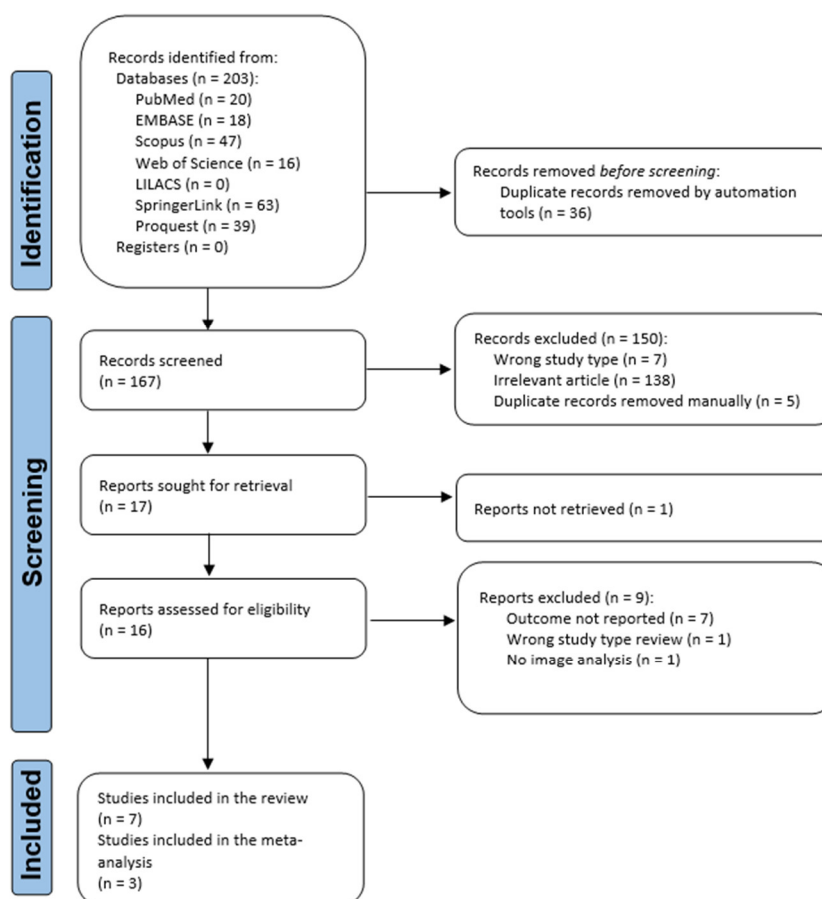 Identification
Records identified from:
Databases (n = 203):
PubMed (n = 20)
EMBASE (n = 18)
Scopus (n = 47)
Web of Science (n = 16)
LILACS (n = 0)
SpringerLink (n = 63)
Proquest (n = 39)
Registers (n = 0)
Records removed before screening:
Duplicate records removed by automation
tools (n = 36)
Screening
Records screened
(n = 167)
Records excluded (n = 150):
Wrong study type (n = 7)
Irrelevant article (n = 138)
Duplicate records removed manually (n = 5)
Reports sought for retrieval
(n = 17)
Reports not retrieved (n = 1)
Reports assessed for eligibility
(n = 16)
Reports excluded (n = 9):
Outcome not reported (n = 7)
Wrong study type review (n = 1)
No image analysis (n = 1)
Included
Studies included in the review
(n = 7)
Studies included in the meta-
analysis
(n = 3)